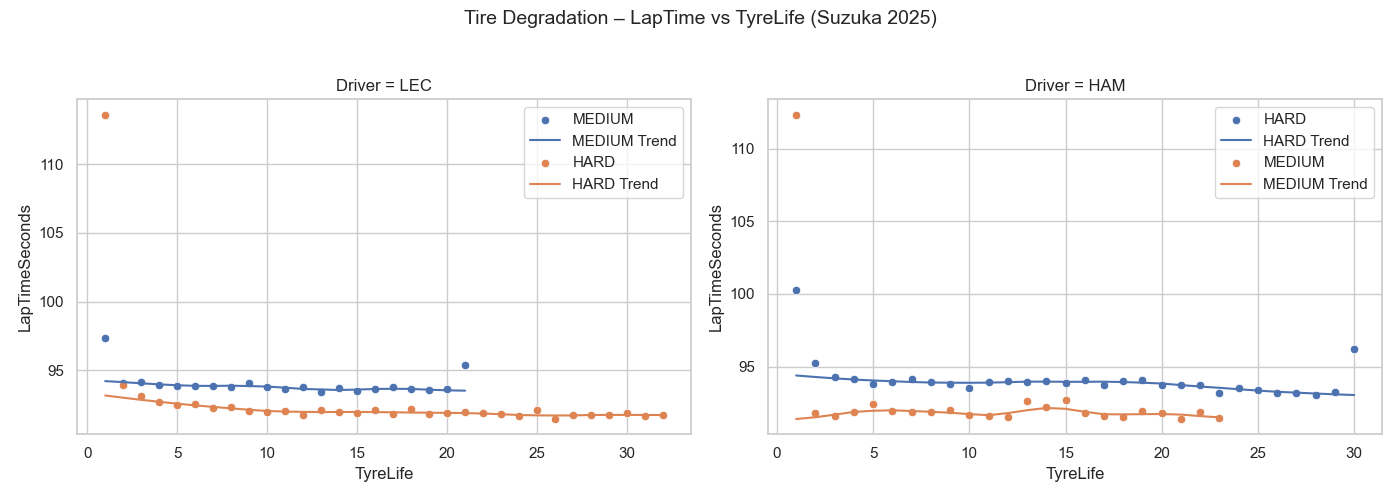 Tire Degradation – LapTime vs TyreLife (Suzuka 2025)
Driver = LEC
LapTimeSeconds
110
105
100
95
MEDIUM
MEDIUM Trend
HARD
HARD Trend
0 5 10 15 20 25 30
TyreLife
Driver = HAM
LapTimeSeconds
110
105
100
95
HARD
HARD Trend
MEDIUM
MEDIUM Trend
0 5 10 15 20 25 30
TyreLife